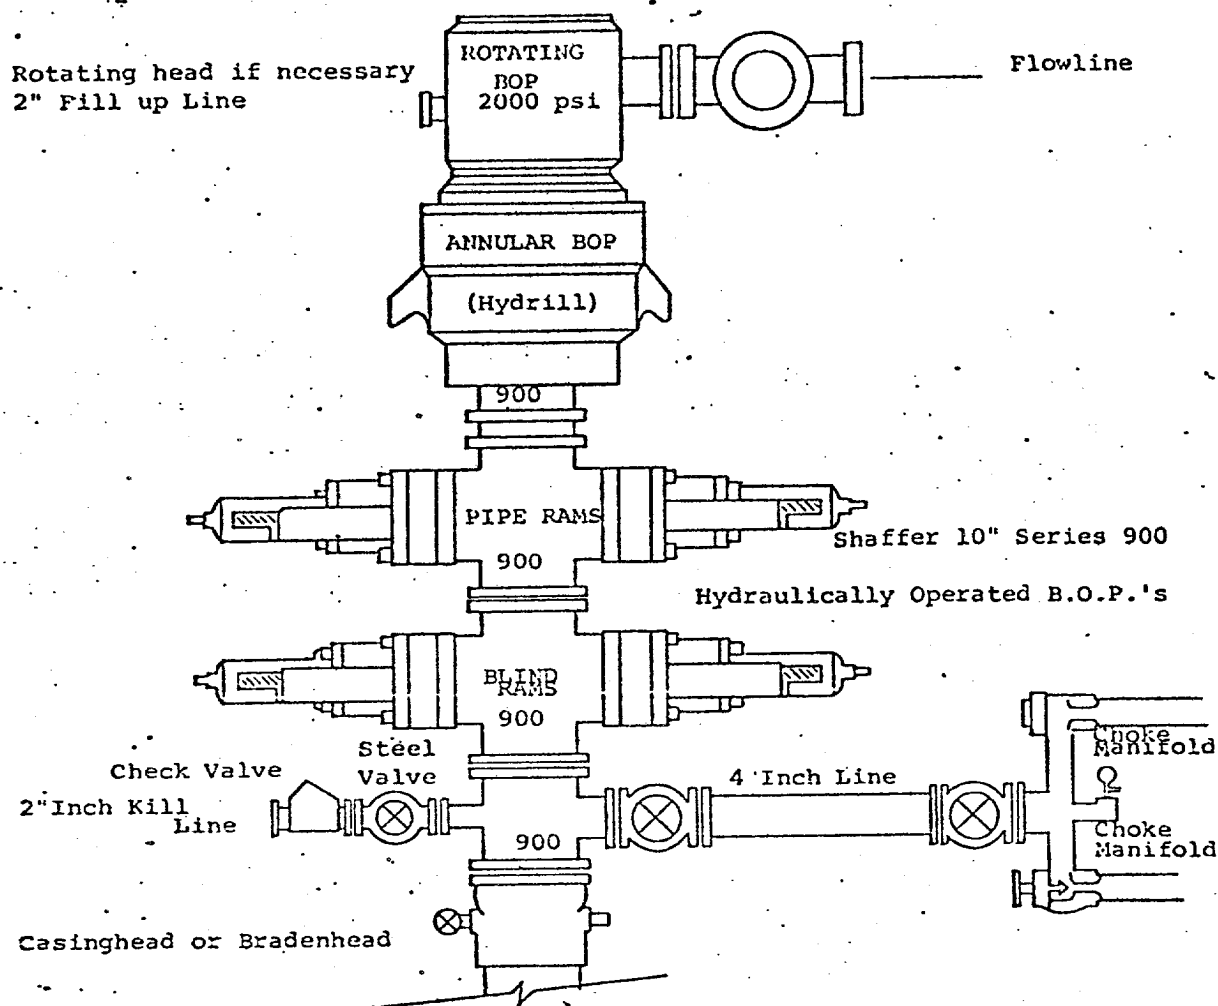 ROTATING
BOP
2000 psi
Rotating head if necessary
2" Fill up Line
Flowline
ANNULAR BOP
(Hydrill)
900
PIPE RAMS
900
Shaffer 10" Series 900
Hydraulically Operated B.O.P.'s
BLIND
RAMS
900
Steel
Valve
Check Valve
2"Inch Kill
Line
4 Inch Line
900
Choke
Manifold
Choke
Manifold
Casinghead or Bradenhead